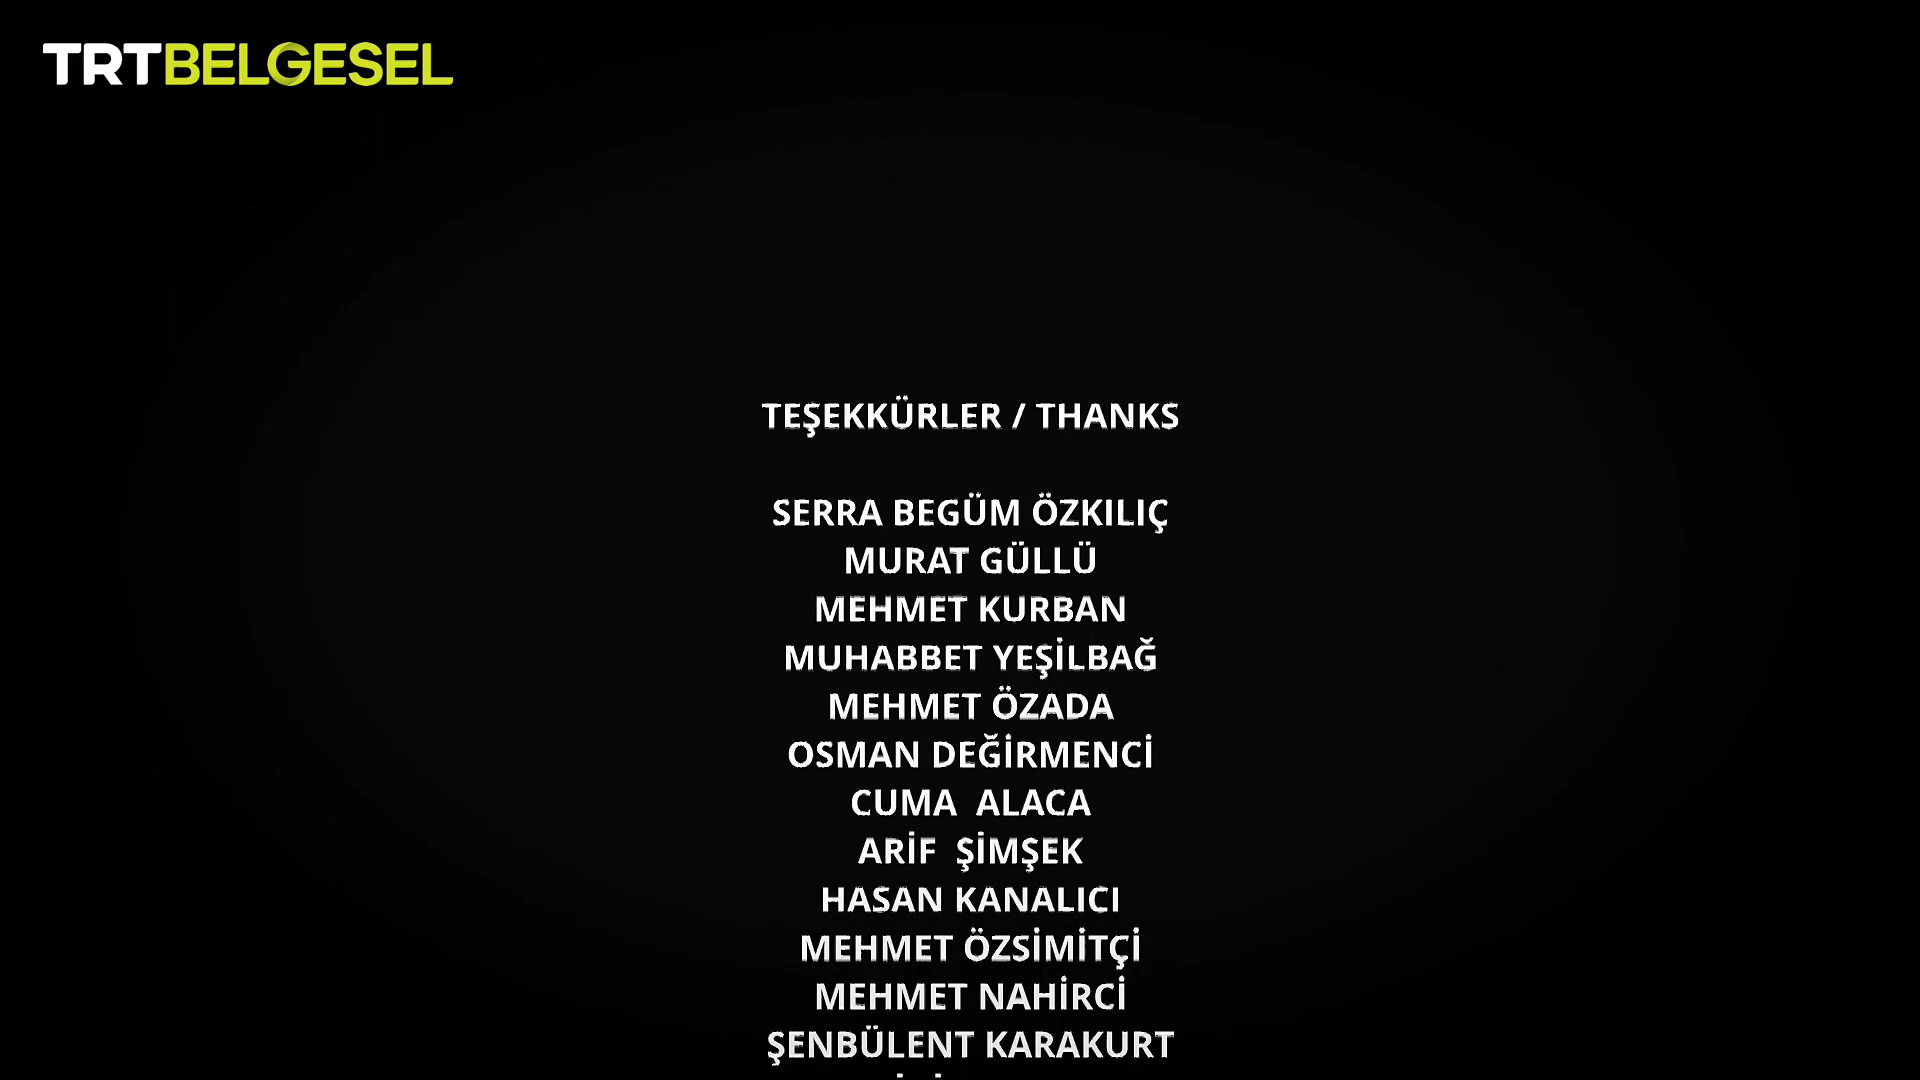 TRTBELGESEL
TEŞEKKÜRLER / THANKS
SERRA BEGÜM ÖZKILIÇ
MURAT GÜLLÜ
MEHMET KURBAN
MUHABBET YEŞİLBAĞ
MEHMET ÖZADA
OSMAN DEĞİRMENCİ
CUMA  ALACA
ARİF  ŞİMŞEK
HASAN KANALICI
MEHMET ÖZSİMİTÇİ
MEHMET NAHİRCİ
ŞENBÜLENT KARAKURT